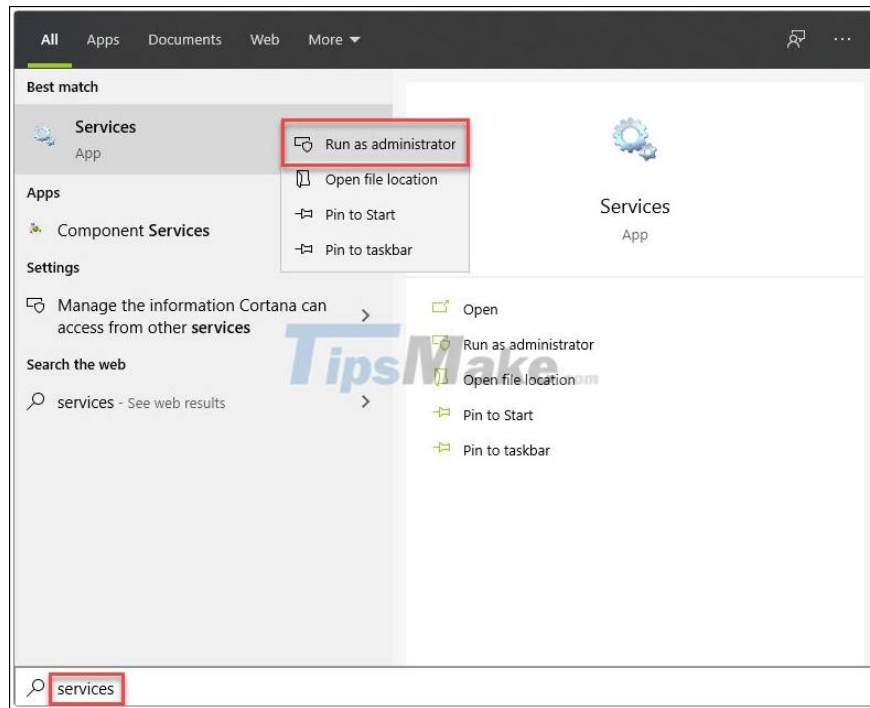 All Apps Documents Web More
Best match
Services
App
Run as administrator
Open file location
Pin to Start
Pin to taskbar
Apps
Component Services
Settings
Manage the information Cortana can
access from other services
Search the web
services - See web results
Services
App
Open
Run as administrator
Open file location
Pin to Start
Pin to taskbar
TipsMake.com
services